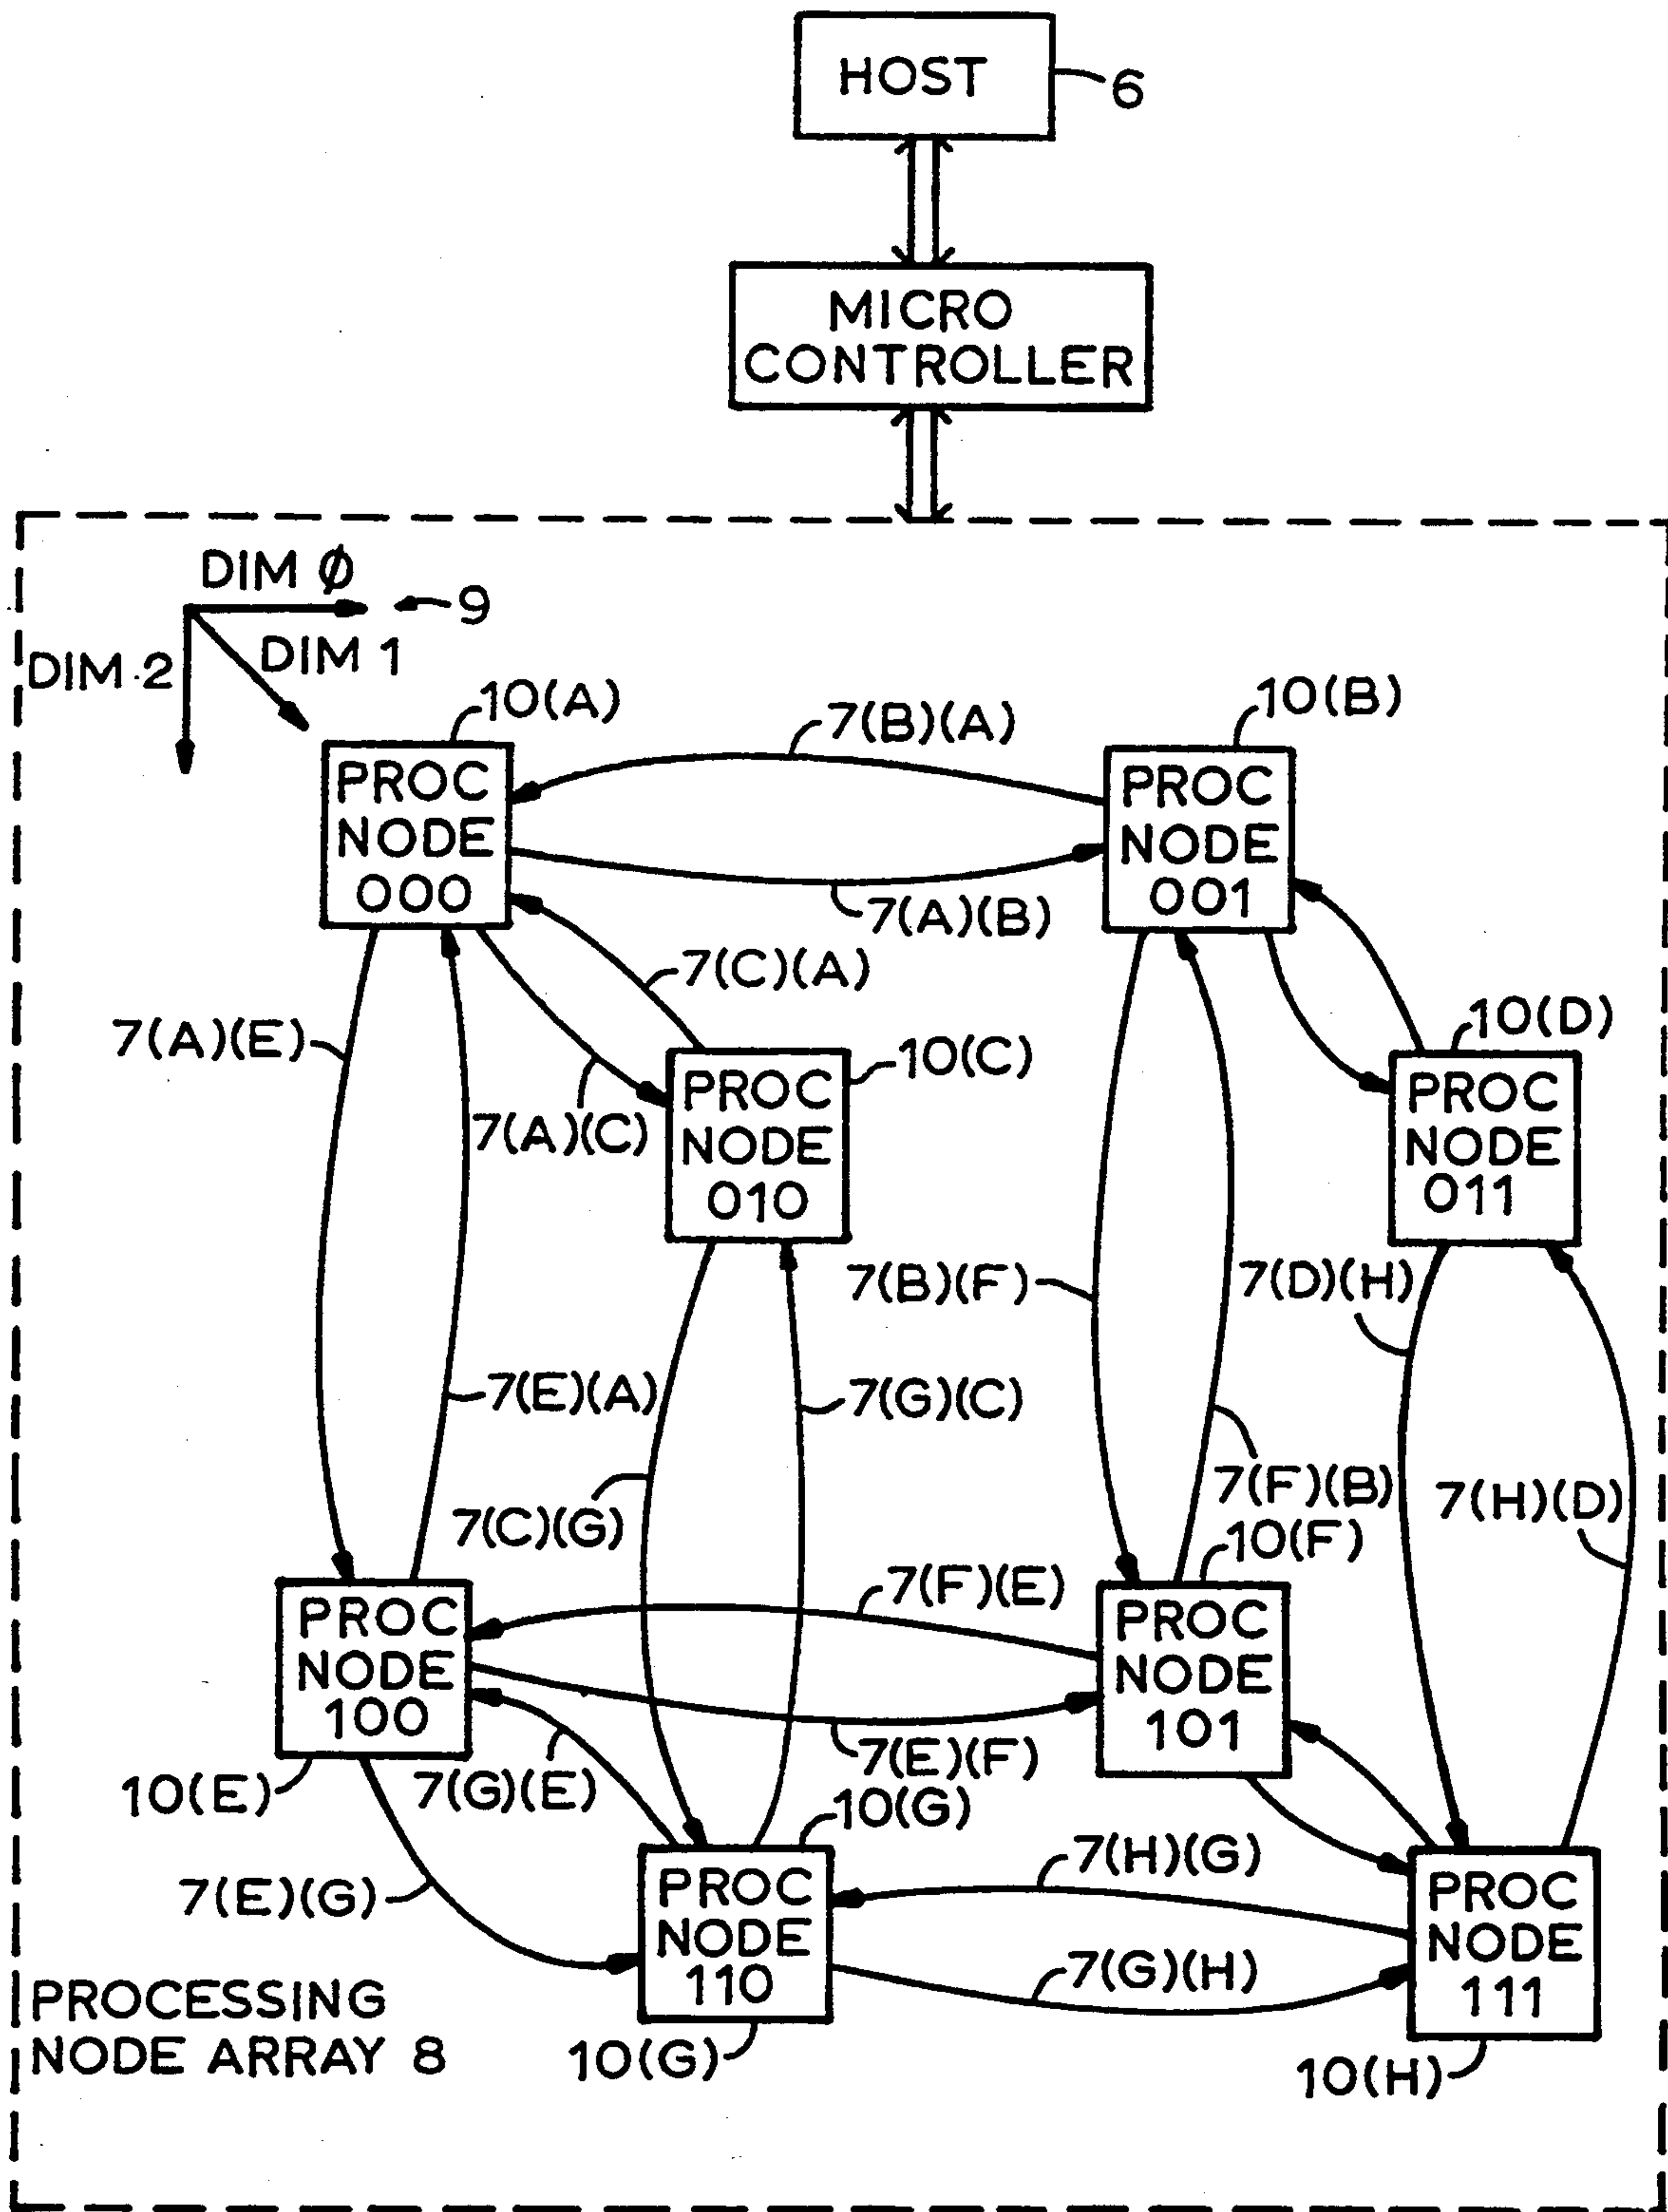 HOST
6
MICRO
CONTROLLER
DIM Ø
9
DIM 1
DIM 2
10(A)
7(B)(A)
10(B)
PROC
NODE
000
PROC
NODE
001
7(A)(B)
7(C)(A)
7(A)(E)
10(D)
10(C)
7(A)(C)
PROC
NODE
010
PROC
NODE
011
7(B)(F)
7(D)(H)
7(E)(A)
7(G)(C)
7(F)(B)
7(H)(D)
7(C)(G)
10(F)
7(F)(E)
PROC
NODE
100
PROC
NODE
101
7(E)(F)
10(E)
7(G)(E)
10(G)
7(H)(G)
7(E)(G)
PROC
NODE
110
PROC
NODE
111
7(G)(H)
PROCESSING
NODE ARRAY 8
10(G)
10(H)